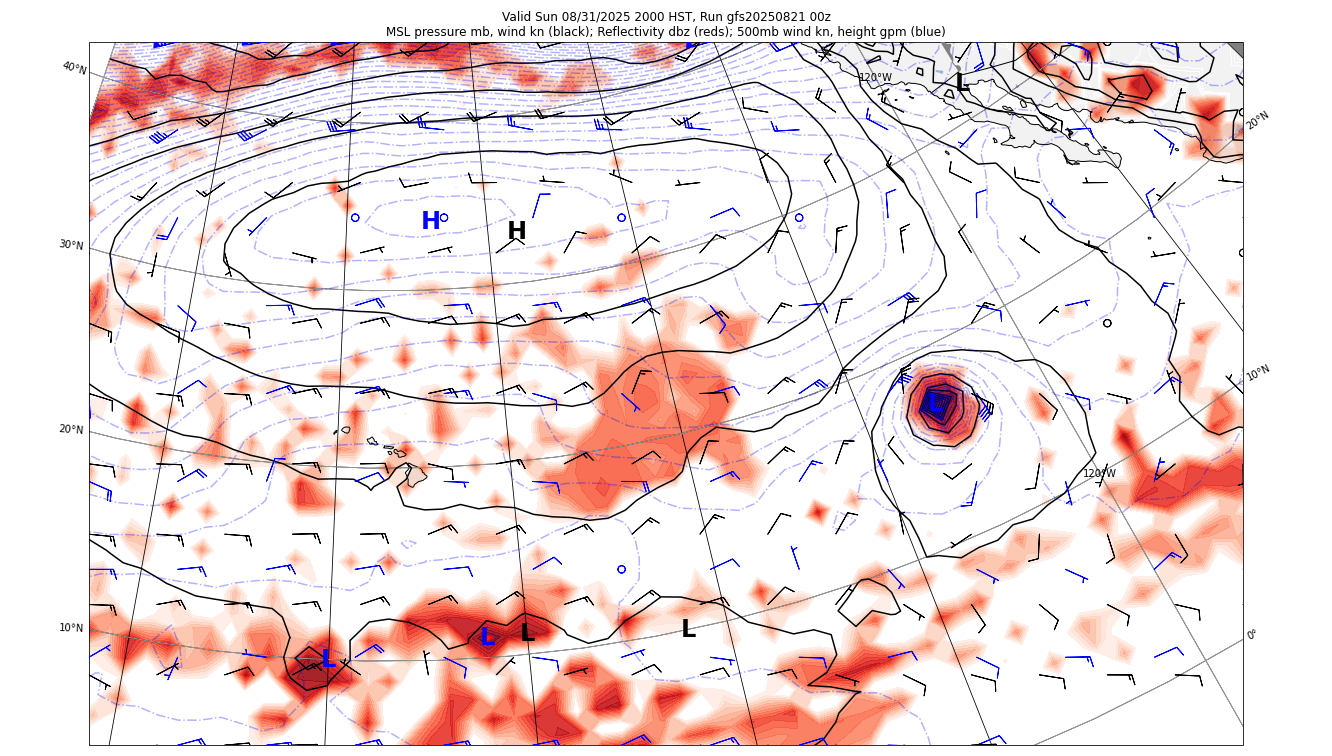 Valid Sun 08/31/2025 2000 HST, Run gfs20250821 00z
MSL pressure mb, wind kn (black); Reflectivity dbz (reds); 500mb wind kn, height gpm (blue)
40°N
120°W
L
20°N
H
H
30°N
10°N
L
20°N
120°W
10°N
L
L
L
L
0°